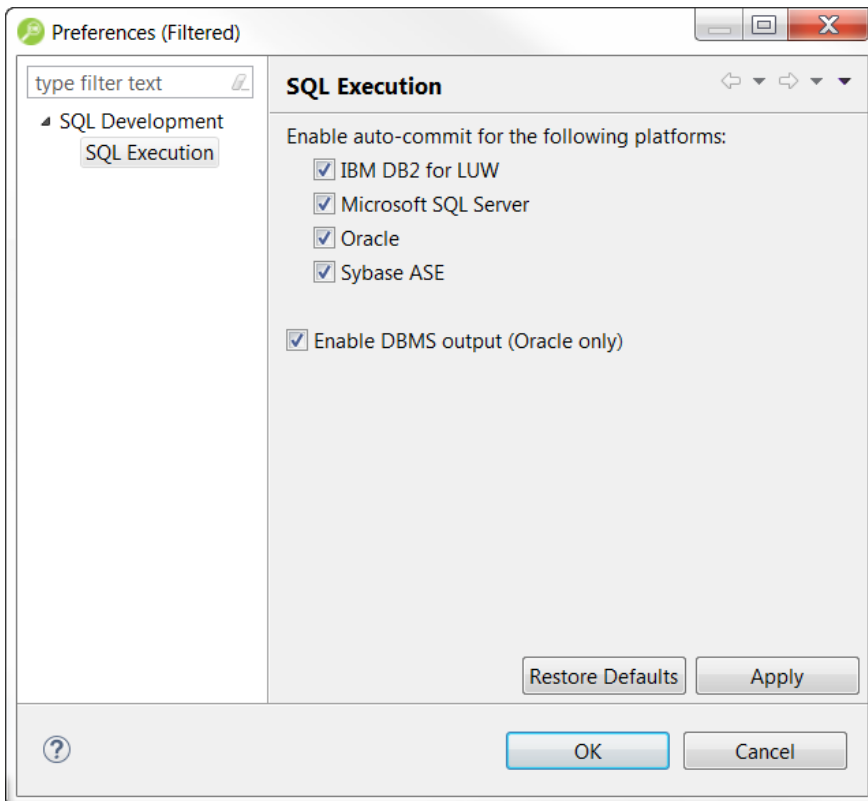 Preferences (Filtered)
type filter text
SQL Development
SQL Execution
SQL Execution
Enable auto-commit for the following platforms:
IBM DB2 for LUW
Microsoft SQL Server
Oracle
Sybase ASE
Enable DBMS output (Oracle only)
Restore Defaults
Apply
?
OK
Cancel